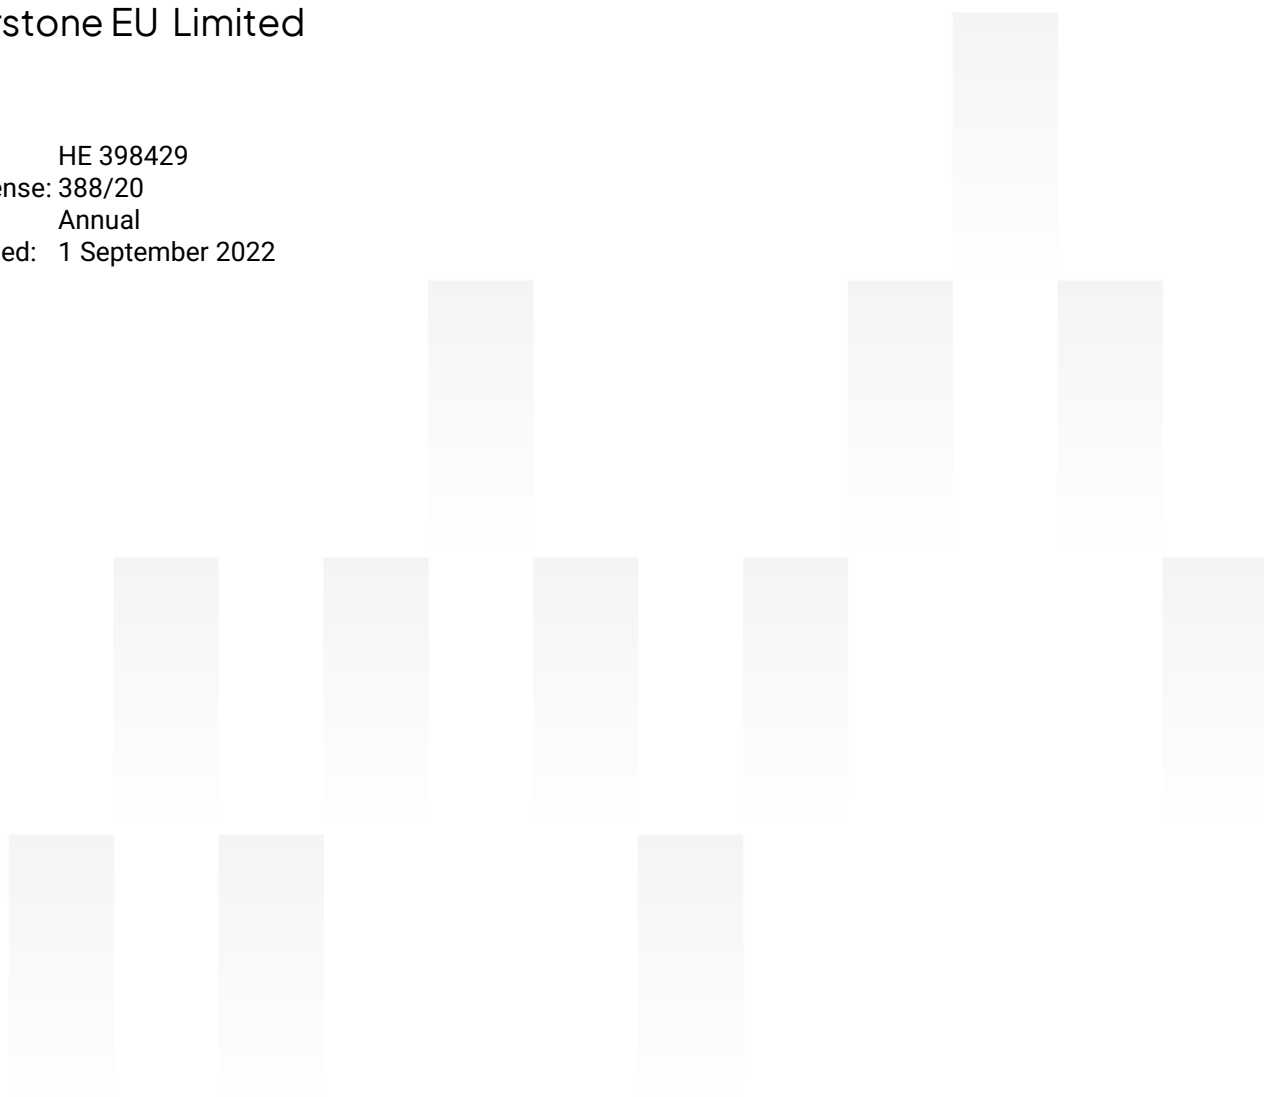 rstone EU Limited
HE 398429
ense: 388/20
Annual
ed: 1 September 2022